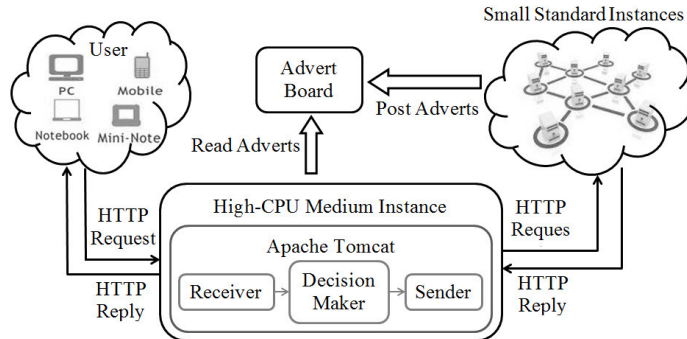 Small Standard Instances
User
PC
Mobile
Notebook
Mini-Note
Advert
Board
Post Adverts
Read Adverts
HTTP
Request
HTTP
Reply
High-CPU Medium Instance
Apache Tomcat
Receiver
Decision
Maker
Sender
HTTP
Reques
HTTP
Reply